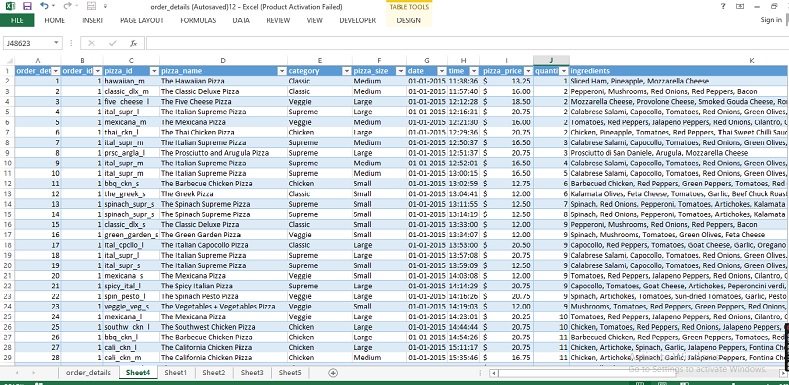 order_details (Autosaved)12 - Excel (Product Activation Failed)
TABLE TOOLS
FILE HOME INSERT PAGE LAYOUT FORMULAS DATA REVIEW VIEW DEVELOPER DESIGN Sign in
J48623 fx
A B C D E F G H I J K
1 order_det order_id pizza_id pizza_name category pizza_size date time pizza_price quanti ingredients
2 1 1 hawaiian_m The Hawaiian Pizza Classic Medium 01-01-2015 11:38:36 $ 13.25 1 Sliced Ham, Pineapple, Mozzarella Cheese
3 2 1 classic_dlx_m The Classic Deluxe Pizza Classic Medium 01-01-2015 11:57:40 $ 16.00 2 Pepperoni, Mushrooms, Red Onions, Red Peppers, Bacon
4 3 1 five_cheese_l The Five Cheese Pizza Veggie Large 01-01-2015 12:12:28 $ 18.50 2 Mozzarella Cheese, Provolone Cheese, Smoked Gouda Cheese,
5 4 1 ital_supr_l The Italian Supreme Pizza Supreme Large 01-01-2015 12:16:31 $ 20.75 2 Calabrese Salami, Capocollo, Tomatoes, Red Onions, Green Olives,
6 5 1 mexicana_m The Mexicana Pizza Veggie Medium 01-01-2015 12:21:30 $ 16.00 2 Tomatoes, Red Peppers, Jalapeno Peppers, Red Onions, Cilantro,
7 6 1 thai_ckn_l The Thai Chicken Pizza Chicken Large 01-01-2015 12:29:36 $ 20.75 2 Chicken, Pineapple, Tomatoes, Red Peppers, Thai Sweet Chilli
8 7 1 ital_supr_m The Italian Supreme Pizza Supreme Medium 01-01-2015 12:50:37 $ 16.50 3 Calabrese Salami, Capocollo, Tomatoes, Red Onions, Green Olives,
9 8 1 prsc_argla_l The Prosciutto and Arugula Pizza Supreme Large 01-01-2015 12:51:37 $ 20.75 3 Prosciutto di San Daniele, Arugula, Mozzarella Cheese
10 9 1 ital_supr_m The Italian Supreme Pizza Supreme Medium 01-01-2015 12:52:01 $ 16.50 4 Calabrese Salami, Capocollo, Tomatoes, Red Onions, Green Olives,
11 10 1 ital_supr_m The Italian Supreme Pizza Supreme Medium 01-01-2015 13:00:15 $ 16.50 5 Calabrese Salami, Capocollo, Tomatoes, Red Onions, Green Olives,
12 11 1 bbq_ckn_s The Barbecue Chicken Pizza Chicken Small 01-01-2015 13:02:59 $ 12.75 6 Barbecued Chicken, Red Peppers, Green Peppers, Tomatoes, Red
13 12 1 the_greek_s The Greek Pizza Classic Small 01-01-2015 13:04:41 $ 12.00 6 Kalamata Olives, Feta Cheese, Tomatoes, Garlic, Beef Chuck
14 13 1 spinach_supr_s The Spinach Supreme Pizza Supreme Small 01-01-2015 13:11:55 $ 12.50 7 Spinach, Red Onions, Pepperoni, Tomatoes, Artichokes, Kalamata
15 14 1 spinach_supr_s The Spinach Supreme Pizza Supreme Small 01-01-2015 13:14:19 $ 12.50 8 Spinach, Red Onions, Pepperoni, Tomatoes, Artichokes, Kalamata
16 15 1 classic_dlx_s The Classic Deluxe Pizza Classic Small 01-01-2015 13:33:00 $ 12.00 9 Pepperoni, Mushrooms, Red Onions, Red Peppers, Bacon
17 16 1 green_garden_s The Green Garden Pizza Veggie Small 01-01-2015 13:34:07 $ 12.00 9 Spinach, Mushrooms, Tomatoes, Green Olives, Feta Cheese
18 17 1 ital_cpcllo_l The Italian Capocollo Pizza Classic Large 01-01-2015 13:53:00 $ 20.50 9 Capocollo, Red Peppers, Tomatoes, Goat Cheese, Garlic, Oregano
19 18 1 ital_supr_l The Italian Supreme Pizza Supreme Large 01-01-2015 13:57:08 $ 20.75 9 Calabrese Salami, Capocollo, Tomatoes, Red Onions, Green Olives,
20 19 1 ital_supr_s The Italian Supreme Pizza Supreme Small 01-01-2015 13:59:09 $ 12.50 9 Calabrese Salami, Capocollo, Tomatoes, Red Onions, Green Olives,
21 20 1 mexicana_s The Mexicana Pizza Veggie Small 01-01-2015 14:03:08 $ 12.00 9 Tomatoes, Red Peppers, Jalapeno Peppers, Red Onions, Cilantro,
22 21 1 spicy_ital_l The Spicy Italian Pizza Supreme Large 01-01-2015 14:14:29 $ 20.75 9 Capocollo, Tomatoes, Goat Cheese, Artichokes, Peperoncini verdi,
23 22 1 spin_pesto_l The Spinach Pesto Pizza Veggie Large 01-01-2015 14:16:26 $ 20.75 9 Spinach, Artichokes, Tomatoes, Sun-dried Tomatoes, Garlic, Pesto
24 23 1 veggie_veg_s The Vegetables + Vegetables Pizza Veggie Small 01-01-2015 14:19:03 $ 12.00 9 Mushrooms, Tomatoes, Red Peppers, Green Peppers, Red Onions,
25 24 1 mexicana_l The Mexicana Pizza Veggie Large 01-01-2015 14:23:01 $ 20.25 10 Tomatoes, Red Peppers, Jalapeno Peppers, Red Onions, Cilantro,
26 25 1 southw_ckn_l The Southwest Chicken Pizza Chicken Large 01-01-2015 14:44:44 $ 20.75 10 Chicken, Tomatoes, Red Peppers, Red Onions, Jalapeno Peppers,
27 26 1 bbq_ckn_l The Barbecue Chicken Pizza Chicken Large 01-01-2015 14:54:26 $ 20.75 11 Barbecued Chicken, Red Peppers, Green Peppers, Tomatoes, Red
28 27 1 cali_ckn_l The California Chicken Pizza Chicken Large 01-01-2015 15:11:17 $ 20.75 11 Chicken, Artichoke, Spinach, Garlic, Jalapeno Peppers, Fontina
29 28 1 cali_ckn_m The California Chicken Pizza Chicken Medium 01-01-2015 15:35:46 $ 16.75 11 Chicken, Artichoke, Spinach, Garlic, Jalapeno Peppers, Fontina
order_details Sheet4 Sheet1 Sheet2 Sheet3 Sheet5
Go to Settings to activate Windows.